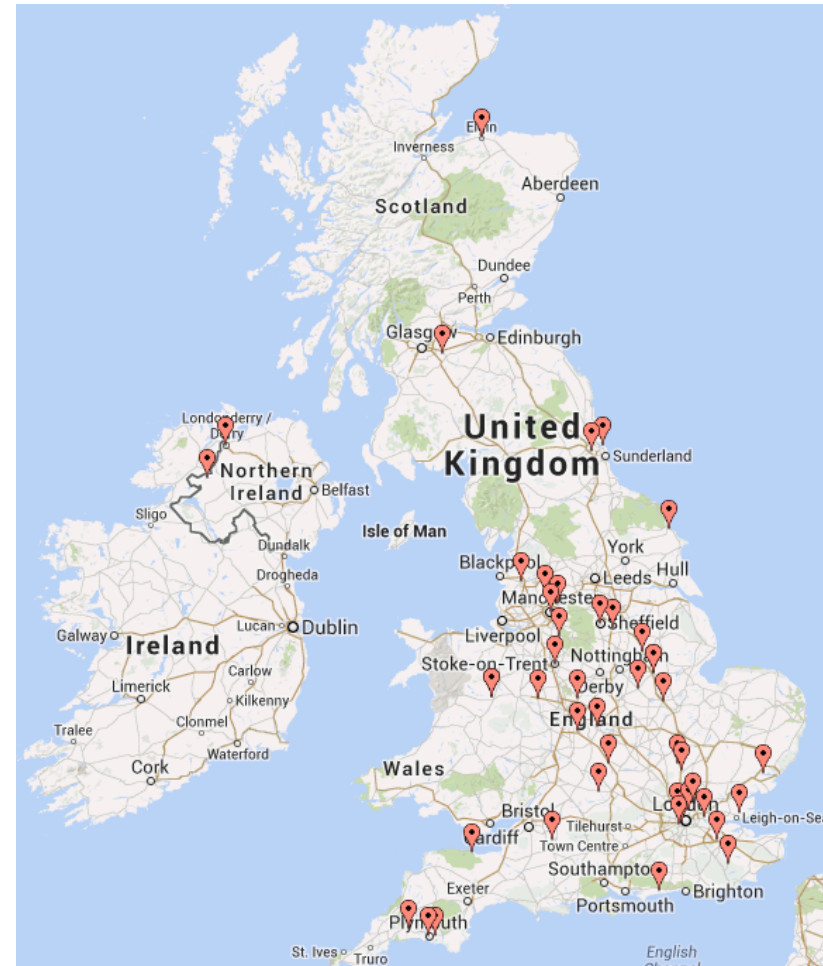 Elgin
Inverness
Aberdeen
Scotland
Dundee
Perth
Glasgow
Edinburgh
Londonderry /
Derry
United
Kingdom
Sunderland
Northern
Ireland
Belfast
Sligo
Isle of Man
Dundalk
York
Blackpool
Leeds
Hull
Drogheda
Manchester
Galway
Ireland
Lucan
Dublin
Liverpool
Sheffield
Stoke-on-Trent
Nottingham
Carlow
Limerick
Derby
Kilkenny
England
Tralee
Clonmel
Waterford
Cork
Wales
London
Bristol
Leigh-on-Sea
Cardiff
Tilehurst
Town Centre
Southampton
Exeter
Portsmouth
Brighton
Plymouth
St. Ives
Truro
English
Channel